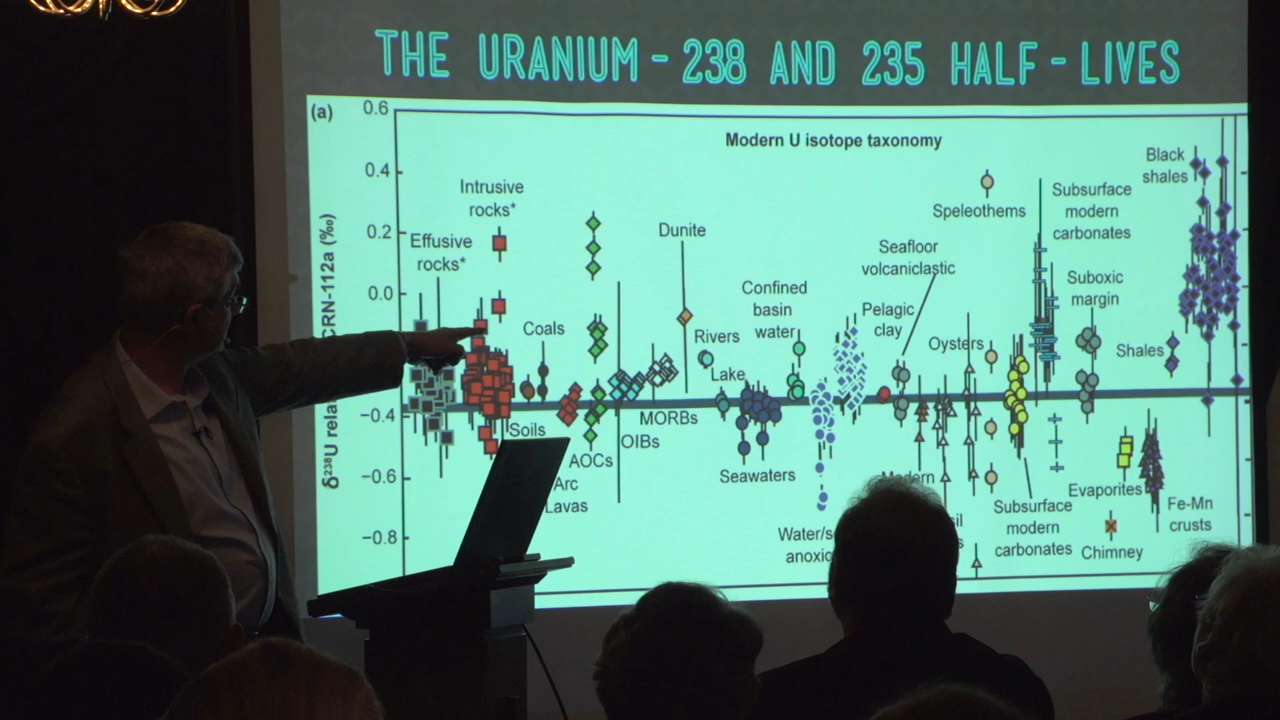 THE URANIUM - 238 AND 235 HALF - LIVES
(a)
Modern U isotope taxonomy
0.6
0.4
0.2
0.0
−0.4
−0.6
−0.8
CRN-112a (‰)
δ²³⁸U
Intrusive
rocks*
Effusive
rocks*
Coals
Soils
Arc
Lavas
AOCs
OIBs
MORBs
Dunite
Rivers
Lake
Seawaters
Confined
basin
water
Pelagic
clay
Seafloor
volcaniclastic
Oysters
Speleothems
Subsurface
modern
carbonates
Suboxic
margin
Black
shales
Shales
Modern
Subsurface
modern
carbonates
Evaporites
Chimney
Fe-Mn
crusts